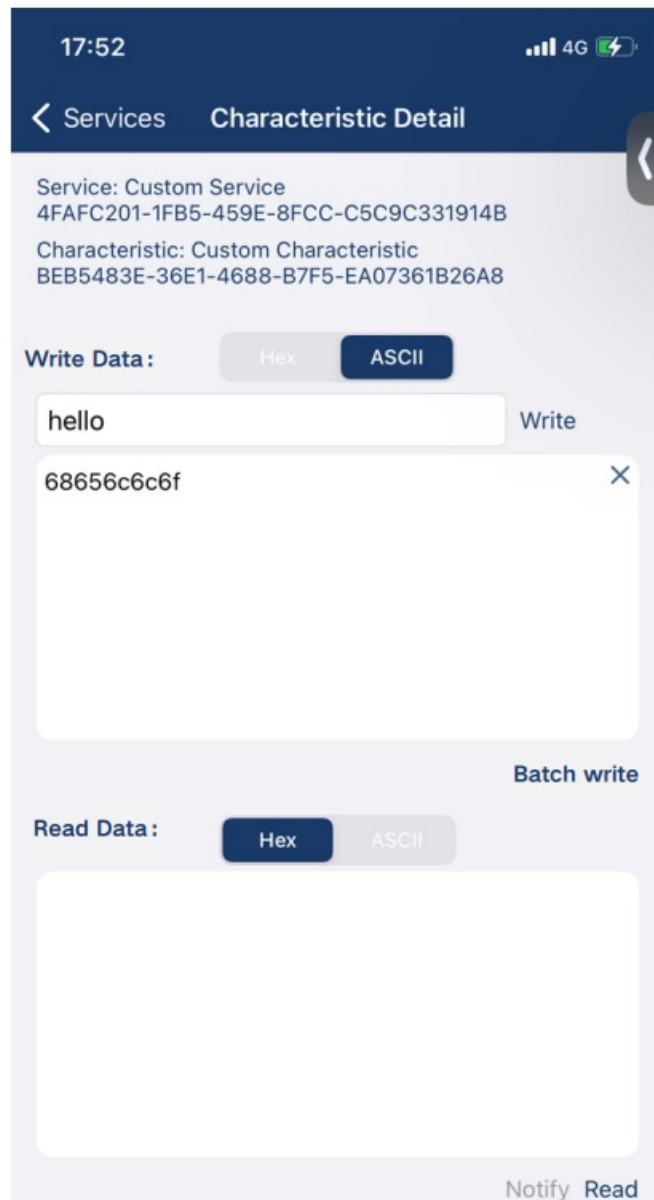 17:52 4G
Services Characteristic Detail
Service: Custom Service
4FAFC201-1FB5-459E-8FCC-C5C9C331914B
Characteristic: Custom Characteristic
BEB5483E-36E1-4688-B7F5-EA07361B26A8
Write Data: Hex ASCII
hello Write
68656c6c6f
Batch write
Read Data: Hex ASCII
Notify Read